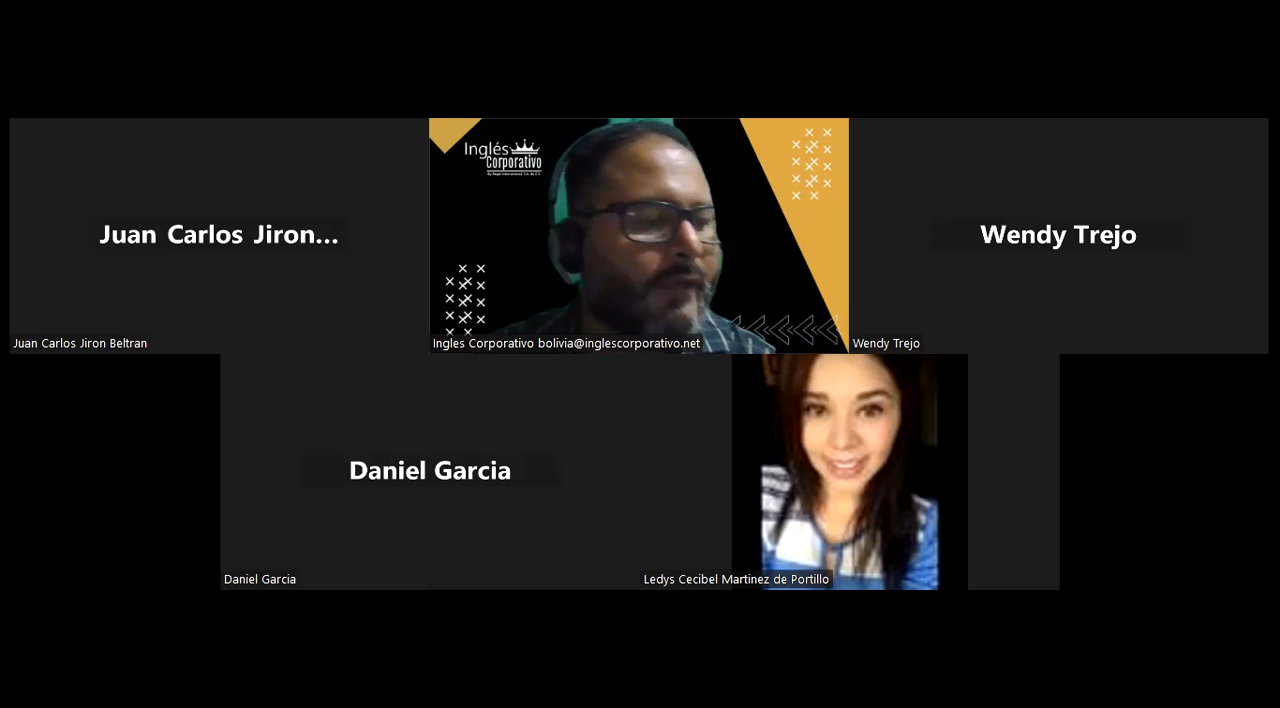 Juan Carlos Jiron...
Juan Carlos Jiron Beltran
Inglés
Corporativo
Ingles Corporativo bolivia@inglescorporativo.net
Wendy Trejo
Wendy Trejo
Daniel Garcia
Daniel Garcia
Ledys Cecibel Martinez de Portillo